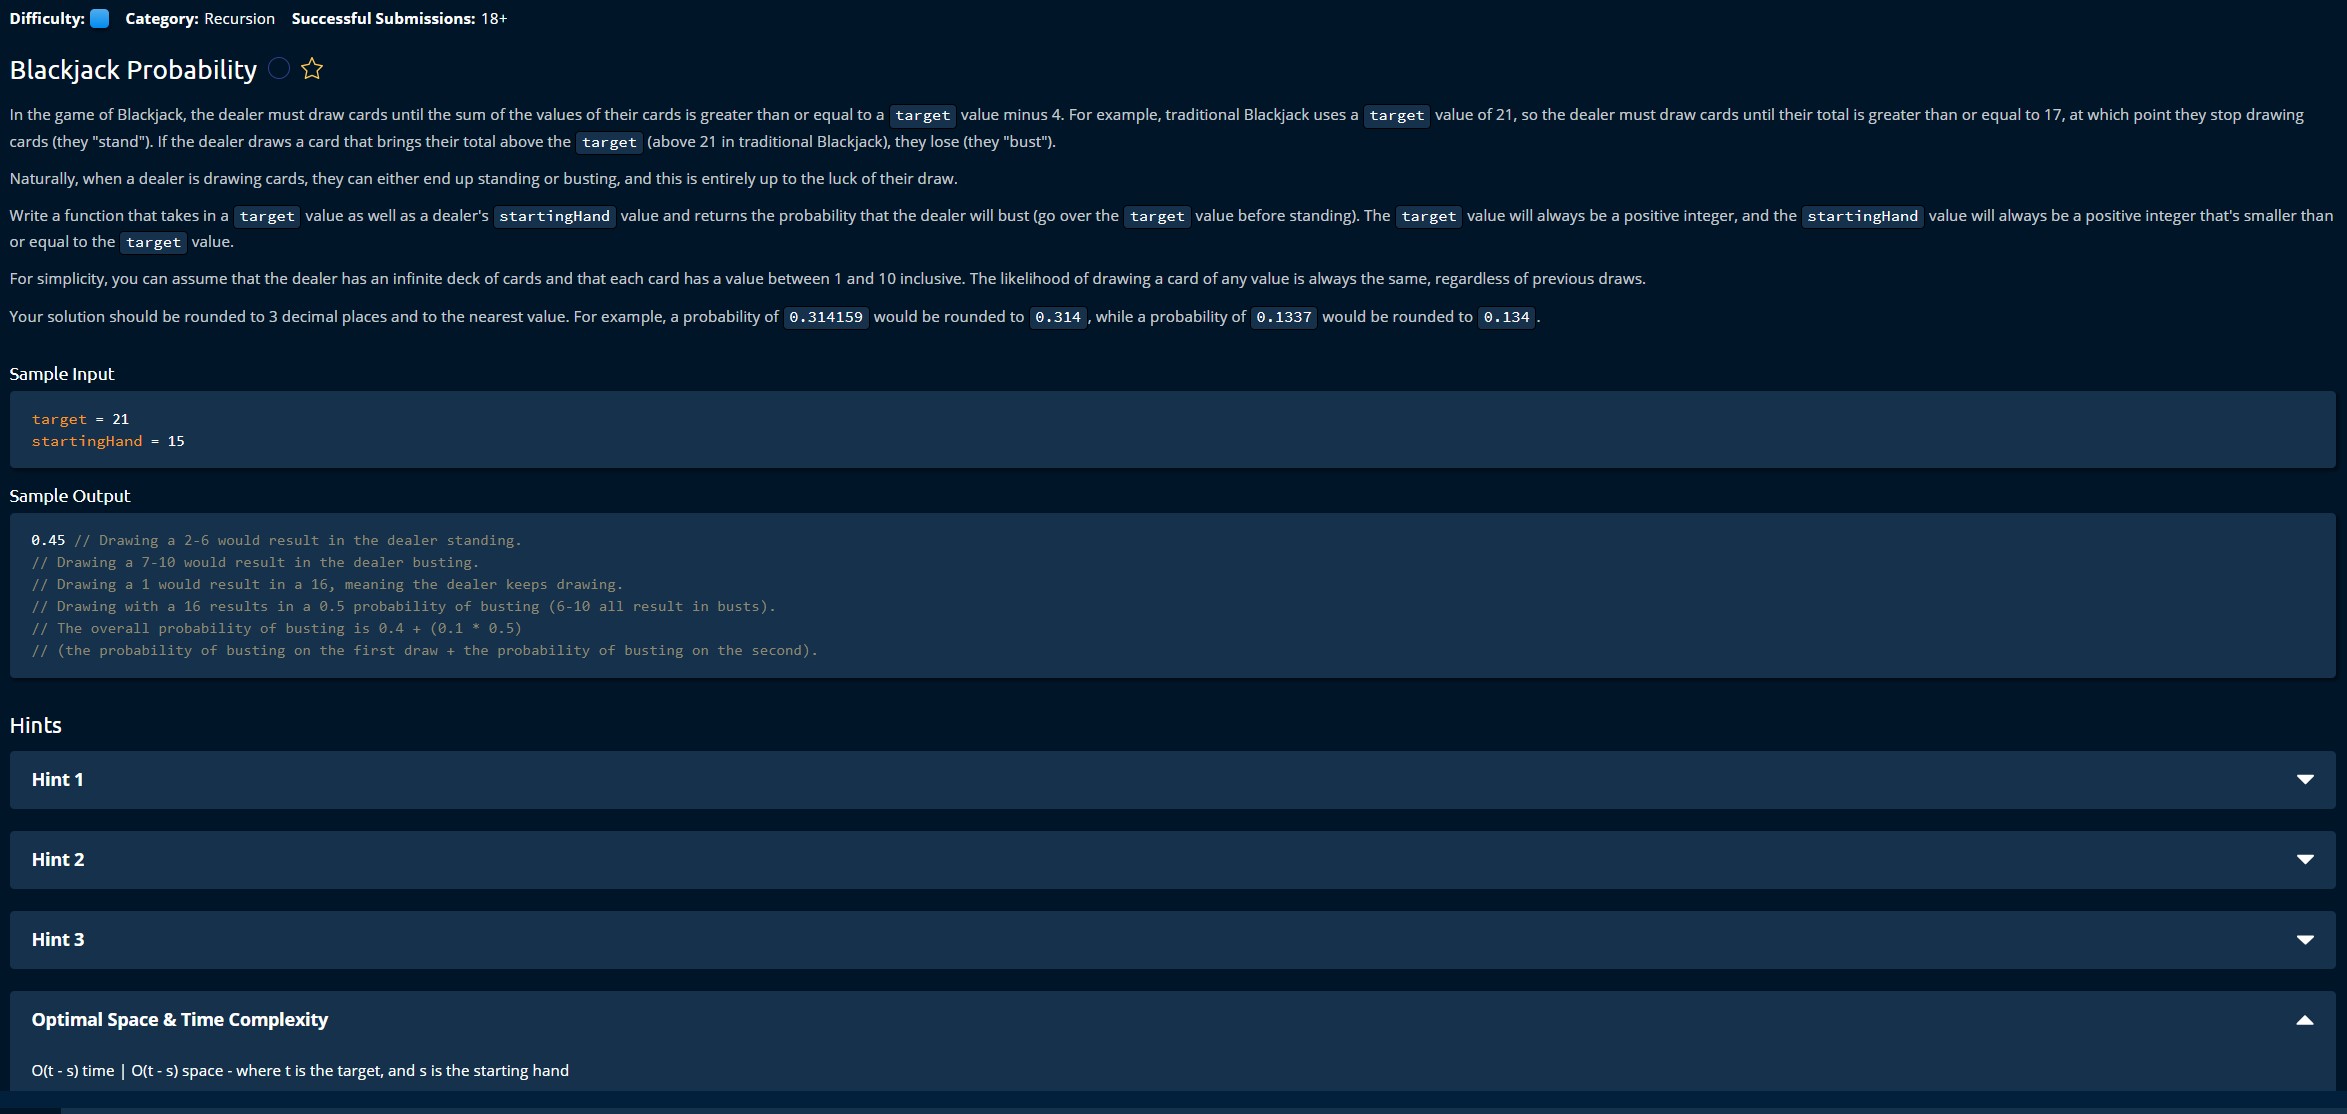 Difficulty: Category: Recursion Successful Submissions: 18+
Blackjack Probability
In the game of Blackjack, the dealer must draw cards until the sum of the values of their cards is greater than or equal to a target value minus 4. For example, traditional Blackjack uses a target value of 21, so the dealer must draw cards until their total is greater than or equal to 17, at which point they stop drawing
cards (they "stand"). If the dealer draws a card that brings their total above the target (above 21 in traditional Blackjack), they lose (they "bust").
Naturally, when a dealer is drawing cards, they can either end up standing or busting, and this is entirely up to the luck of their draw.
Write a function that takes in a target value as well as a dealer's startingHand value and returns the probability that the dealer will bust (go over the target value before standing). The target value will always be a positive integer, and the startingHand value will always be a positive integer that's smaller than
or equal to the target value.
For simplicity, you can assume that the dealer has an infinite deck of cards and that each card has a value between 1 and 10 inclusive. The likelihood of drawing a card of any value is always the same, regardless of previous draws.
Your solution should be rounded to 3 decimal places and to the nearest value. For example, a probability of 0.314159 would be rounded to 0.314, while a probability of 0.1337 would be rounded to 0.134.
Sample Input
target = 21
startingHand = 15
Sample Output
0.45 // Drawing a 2-6 would result in the dealer standing.
// Drawing a 7-10 would result in the dealer busting.
// Drawing a 1 would result in a 16, meaning the dealer keeps drawing.
// Drawing with a 16 results in a 0.5 probability of busting (6-10 all result in busts).
// The overall probability of busting is 0.4 + (0.1 * 0.5)
// (the probability of busting on the first draw + the probability of busting on the second).
Hints
Hint 1
Hint 2
Hint 3
Optimal Space & Time Complexity
O(t - s) time | O(t - s) space - where t is the target, and s is the starting hand